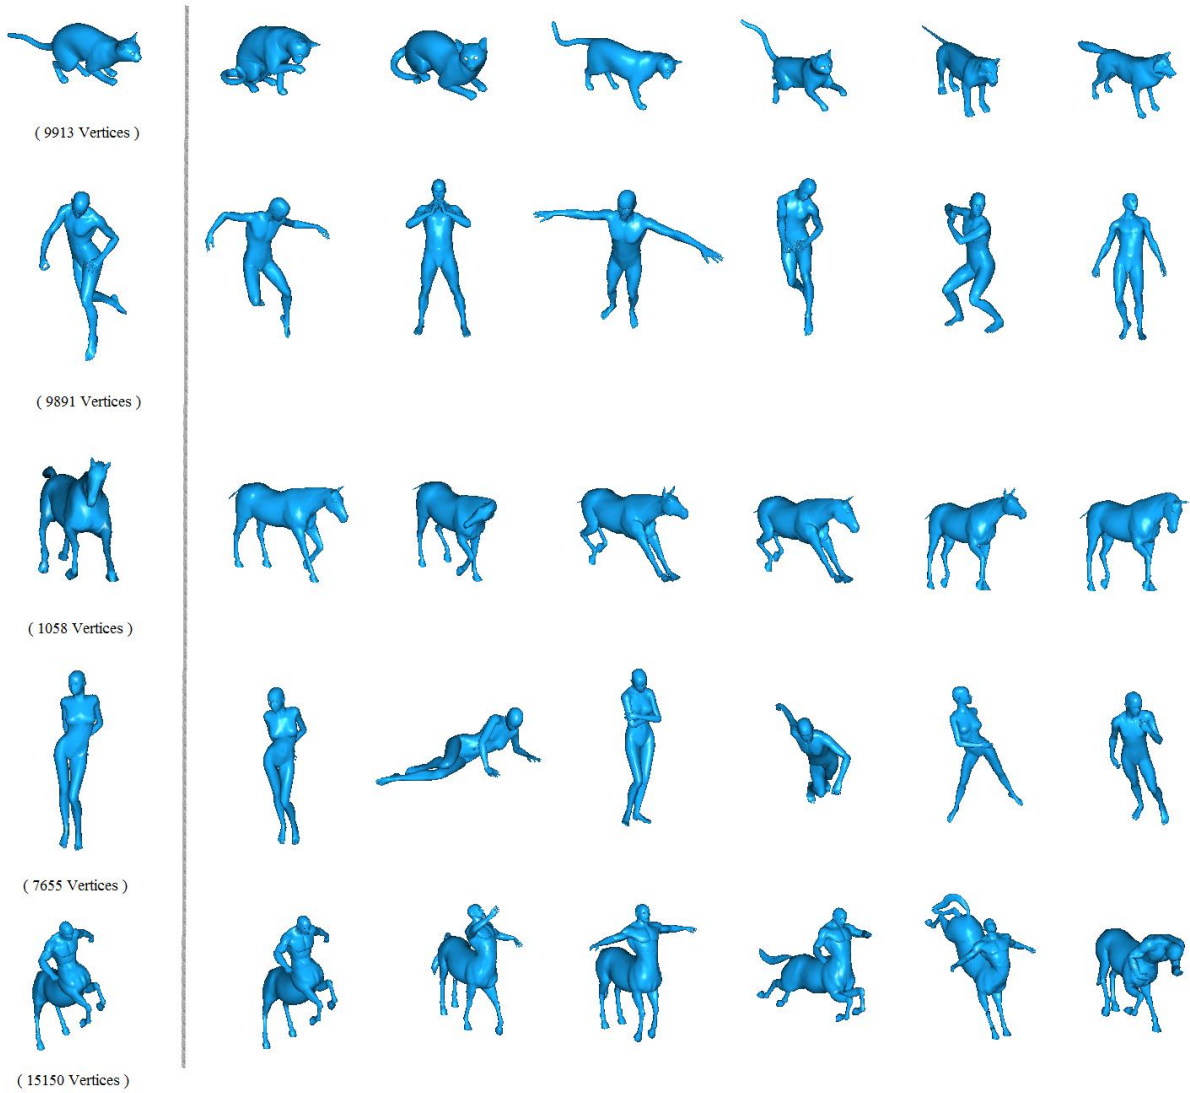 ( 9913 Vertices )
( 9891 Vertices )
( 1058 Vertices )
( 7655 Vertices )
( 15150 Vertices )